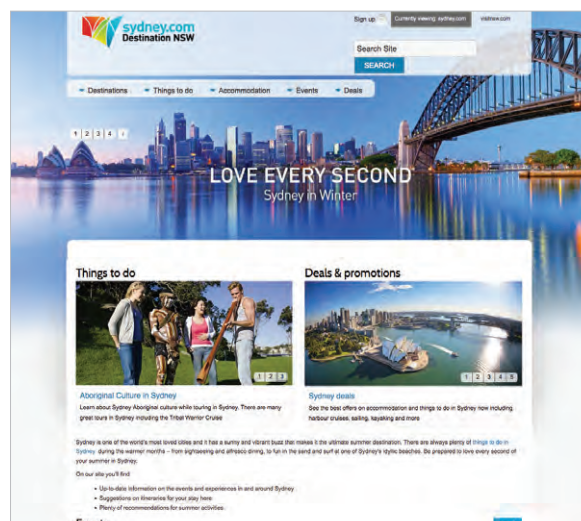 sydney.com
Destination NSW
Sign up
Currently viewing: sydney.com
visitnsw.com
Search Site
SEARCH
Destinations
Things to do
Accommodation
Events
Deals
1 2 3 4
LOVE EVERY SECOND
Sydney in Winter
Things to do
Deals & promotions
1 2 3
1 2 3 4 5
Aboriginal Culture in Sydney
Learn about Sydney Aboriginal culture while touring in Sydney. There are many
great tours in Sydney including the Tribal Warrior Cruise
Sydney deals
See the best offers on accommodation and things to do in Sydney now including
harbour cruises, sailing, kayaking and more
Sydney is one of the world's most loved cities and it has a sunny and vibrant buzz that makes it the ultimate summer destination. There are always plenty of things to do in
Sydney during the warmer months – from sightseeing and alfresco dining, to fun in the sand and surf at one of Sydney's idyllic beaches. Be prepared to love every second of
your summer in Sydney.
On our site you'll find:
• Up-to-date information on the events and experiences in and around Sydney
• Suggestions on itineraries for your stay here
• Plenty of recommendations for summer activities.